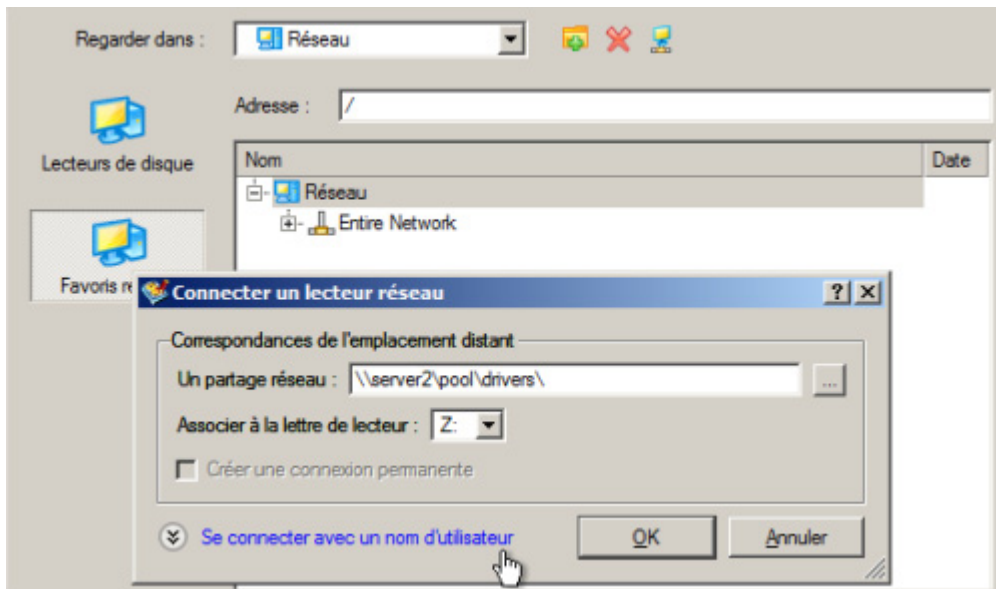 Regarder dans : Réseau
Adresse : /
Lecteurs de disque
Nom Date
Réseau
Entire Network
Favoris
Connecter un lecteur réseau
Correspondances de l'emplacement distant
Un partage réseau : \\server2\pool\drivers\ ...
Associer à la lettre de lecteur : Z:
Créer une connexion permanente
Se connecter avec un nom d'utilisateur OK Annuler